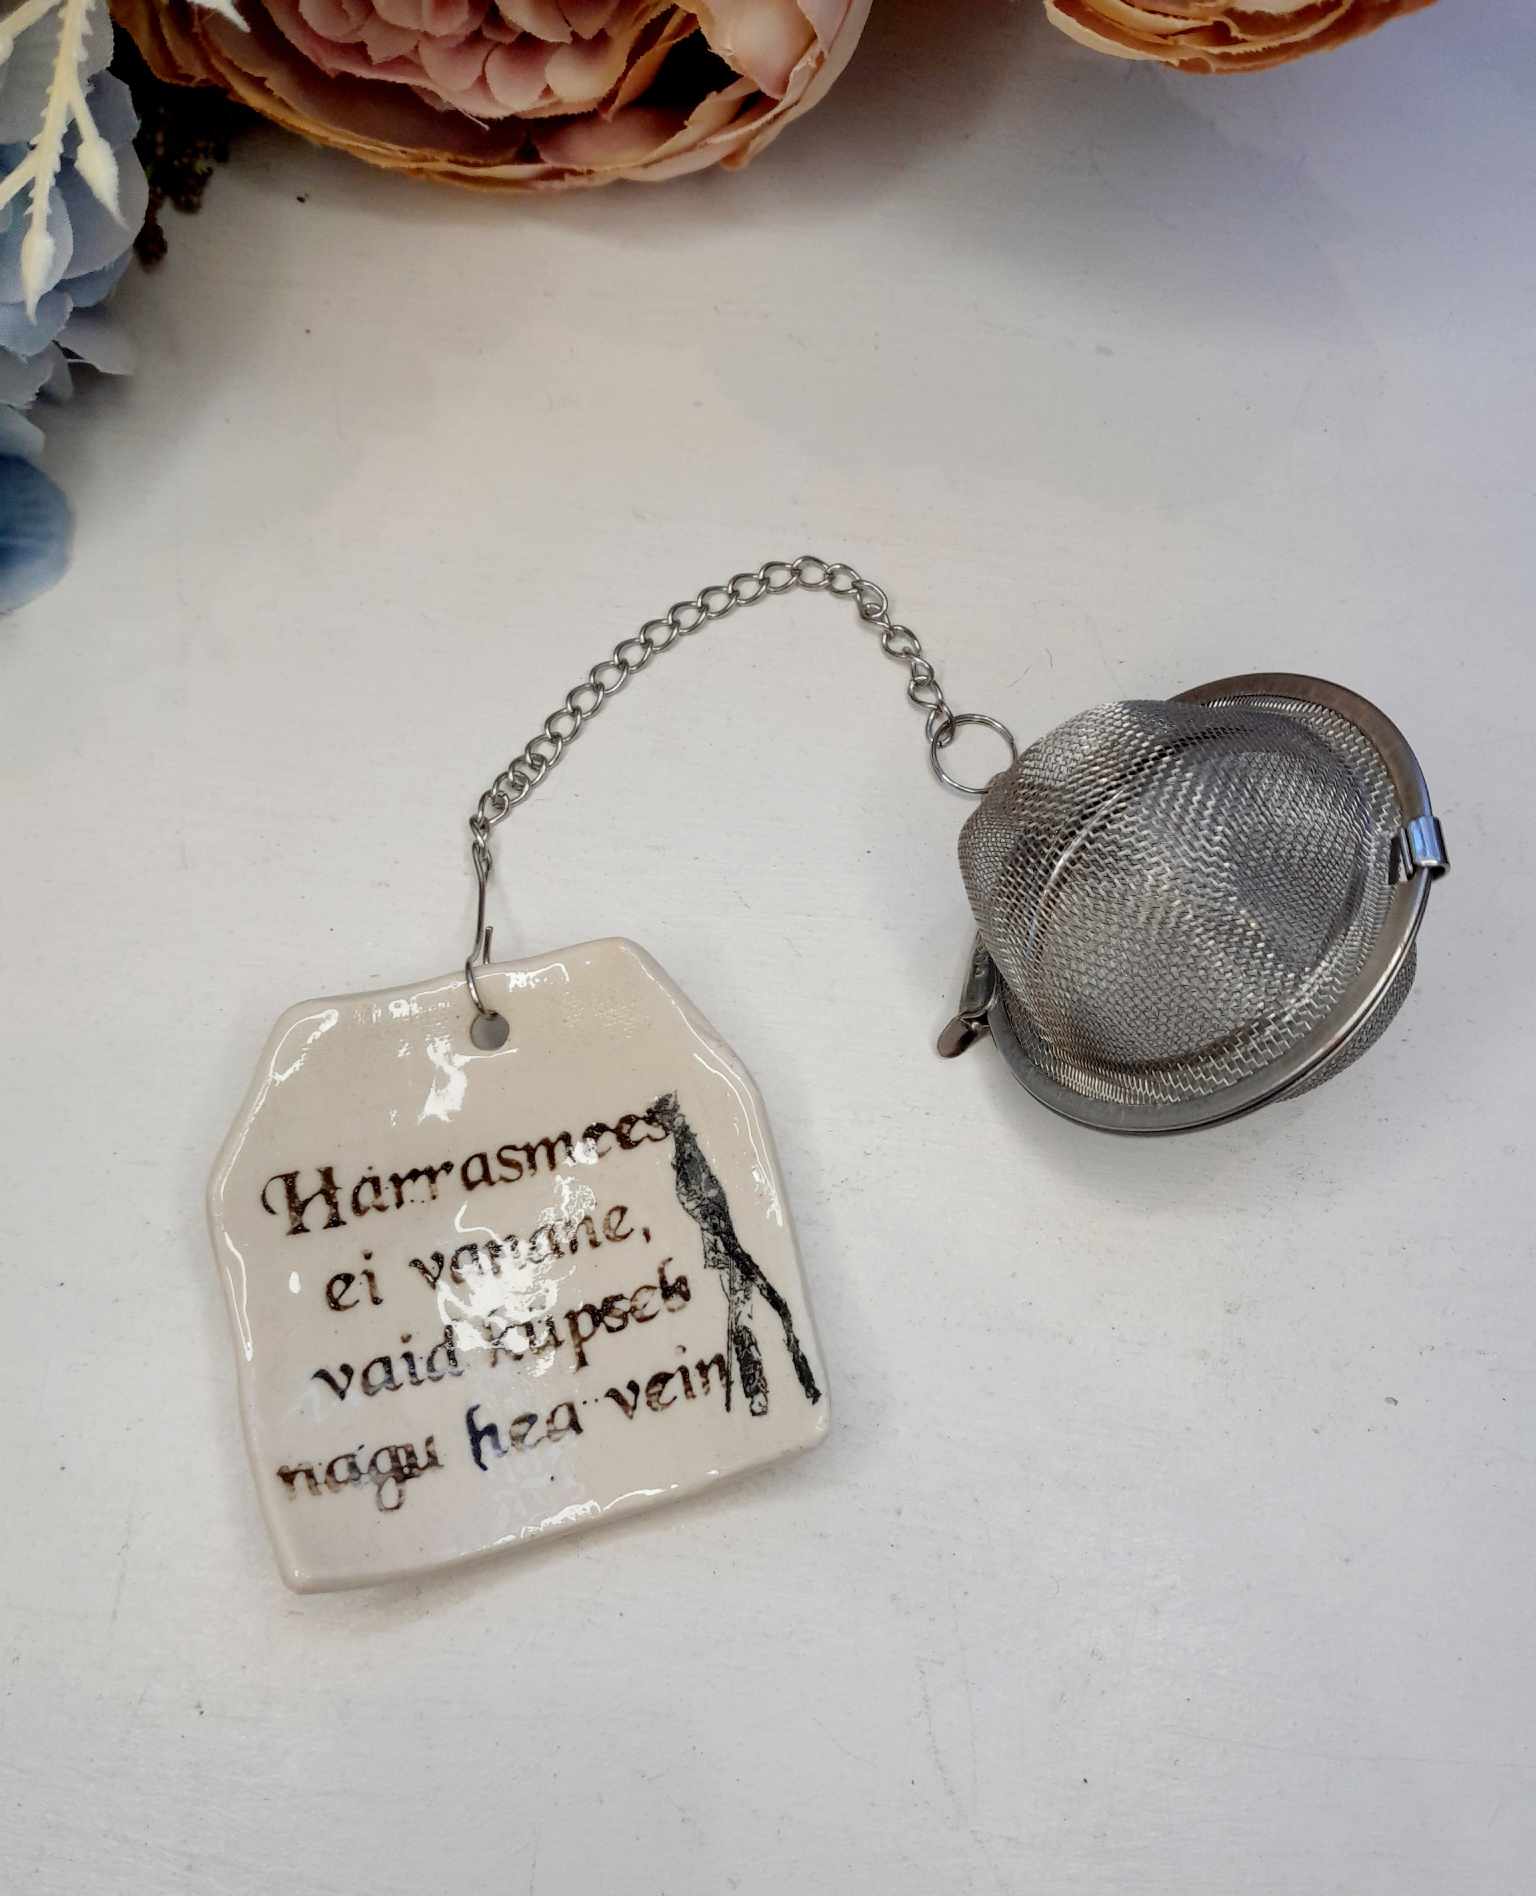 Härrasmees
ei vanane,
vaid küpseb
nagu hea vein